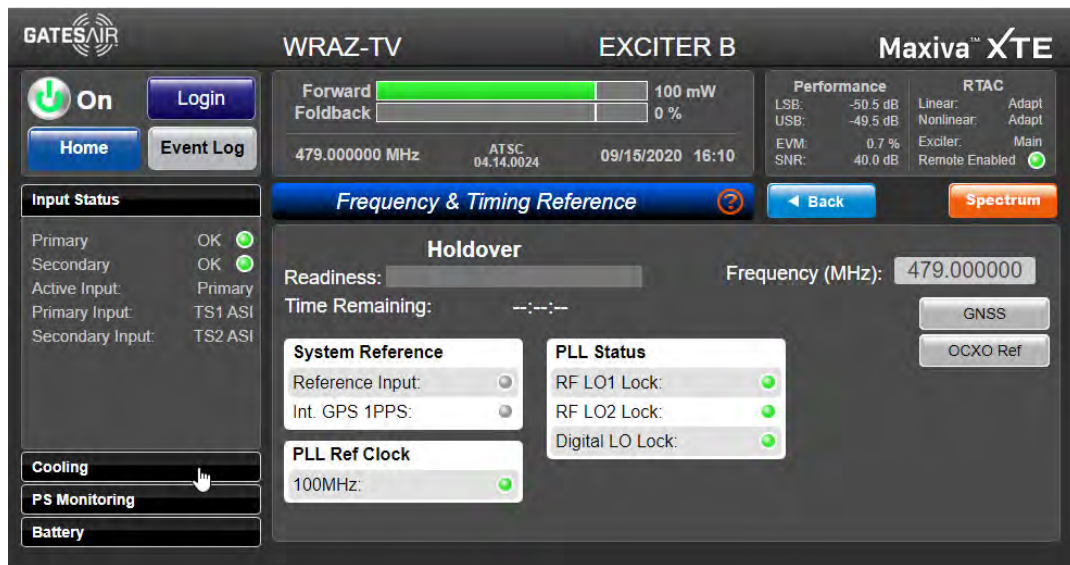 GATESAIR
WRAZ-TV
EXCITER B
Maxiva™ XTE
On
Login
Home
Event Log
Forward
100 mW
Foldback
0 %
479.000000 MHz
ATSC
04.14.0024
09/15/2020 16:10
Performance
LSB: -50.5 dB
USB: -49.5 dB
EVM: 0.7 %
SNR: 40.0 dB
RTAC
Linear: Adapt
Nonlinear: Adapt
Exciter: Main
Remote Enabled
Input Status
Primary OK
Secondary OK
Active Input: Primary
Primary Input: TS1 ASI
Secondary Input: TS2 ASI
Cooling
PS Monitoring
Battery
Frequency & Timing Reference
?
◄ Back
Spectrum
Holdover
Readiness:
Time Remaining: --:--:--
Frequency (MHz): 479.000000
GNSS
OCXO Ref
System Reference
Reference Input:
Int. GPS 1PPS:
PLL Ref Clock
100MHz:
PLL Status
RF LO1 Lock:
RF LO2 Lock:
Digital LO Lock: